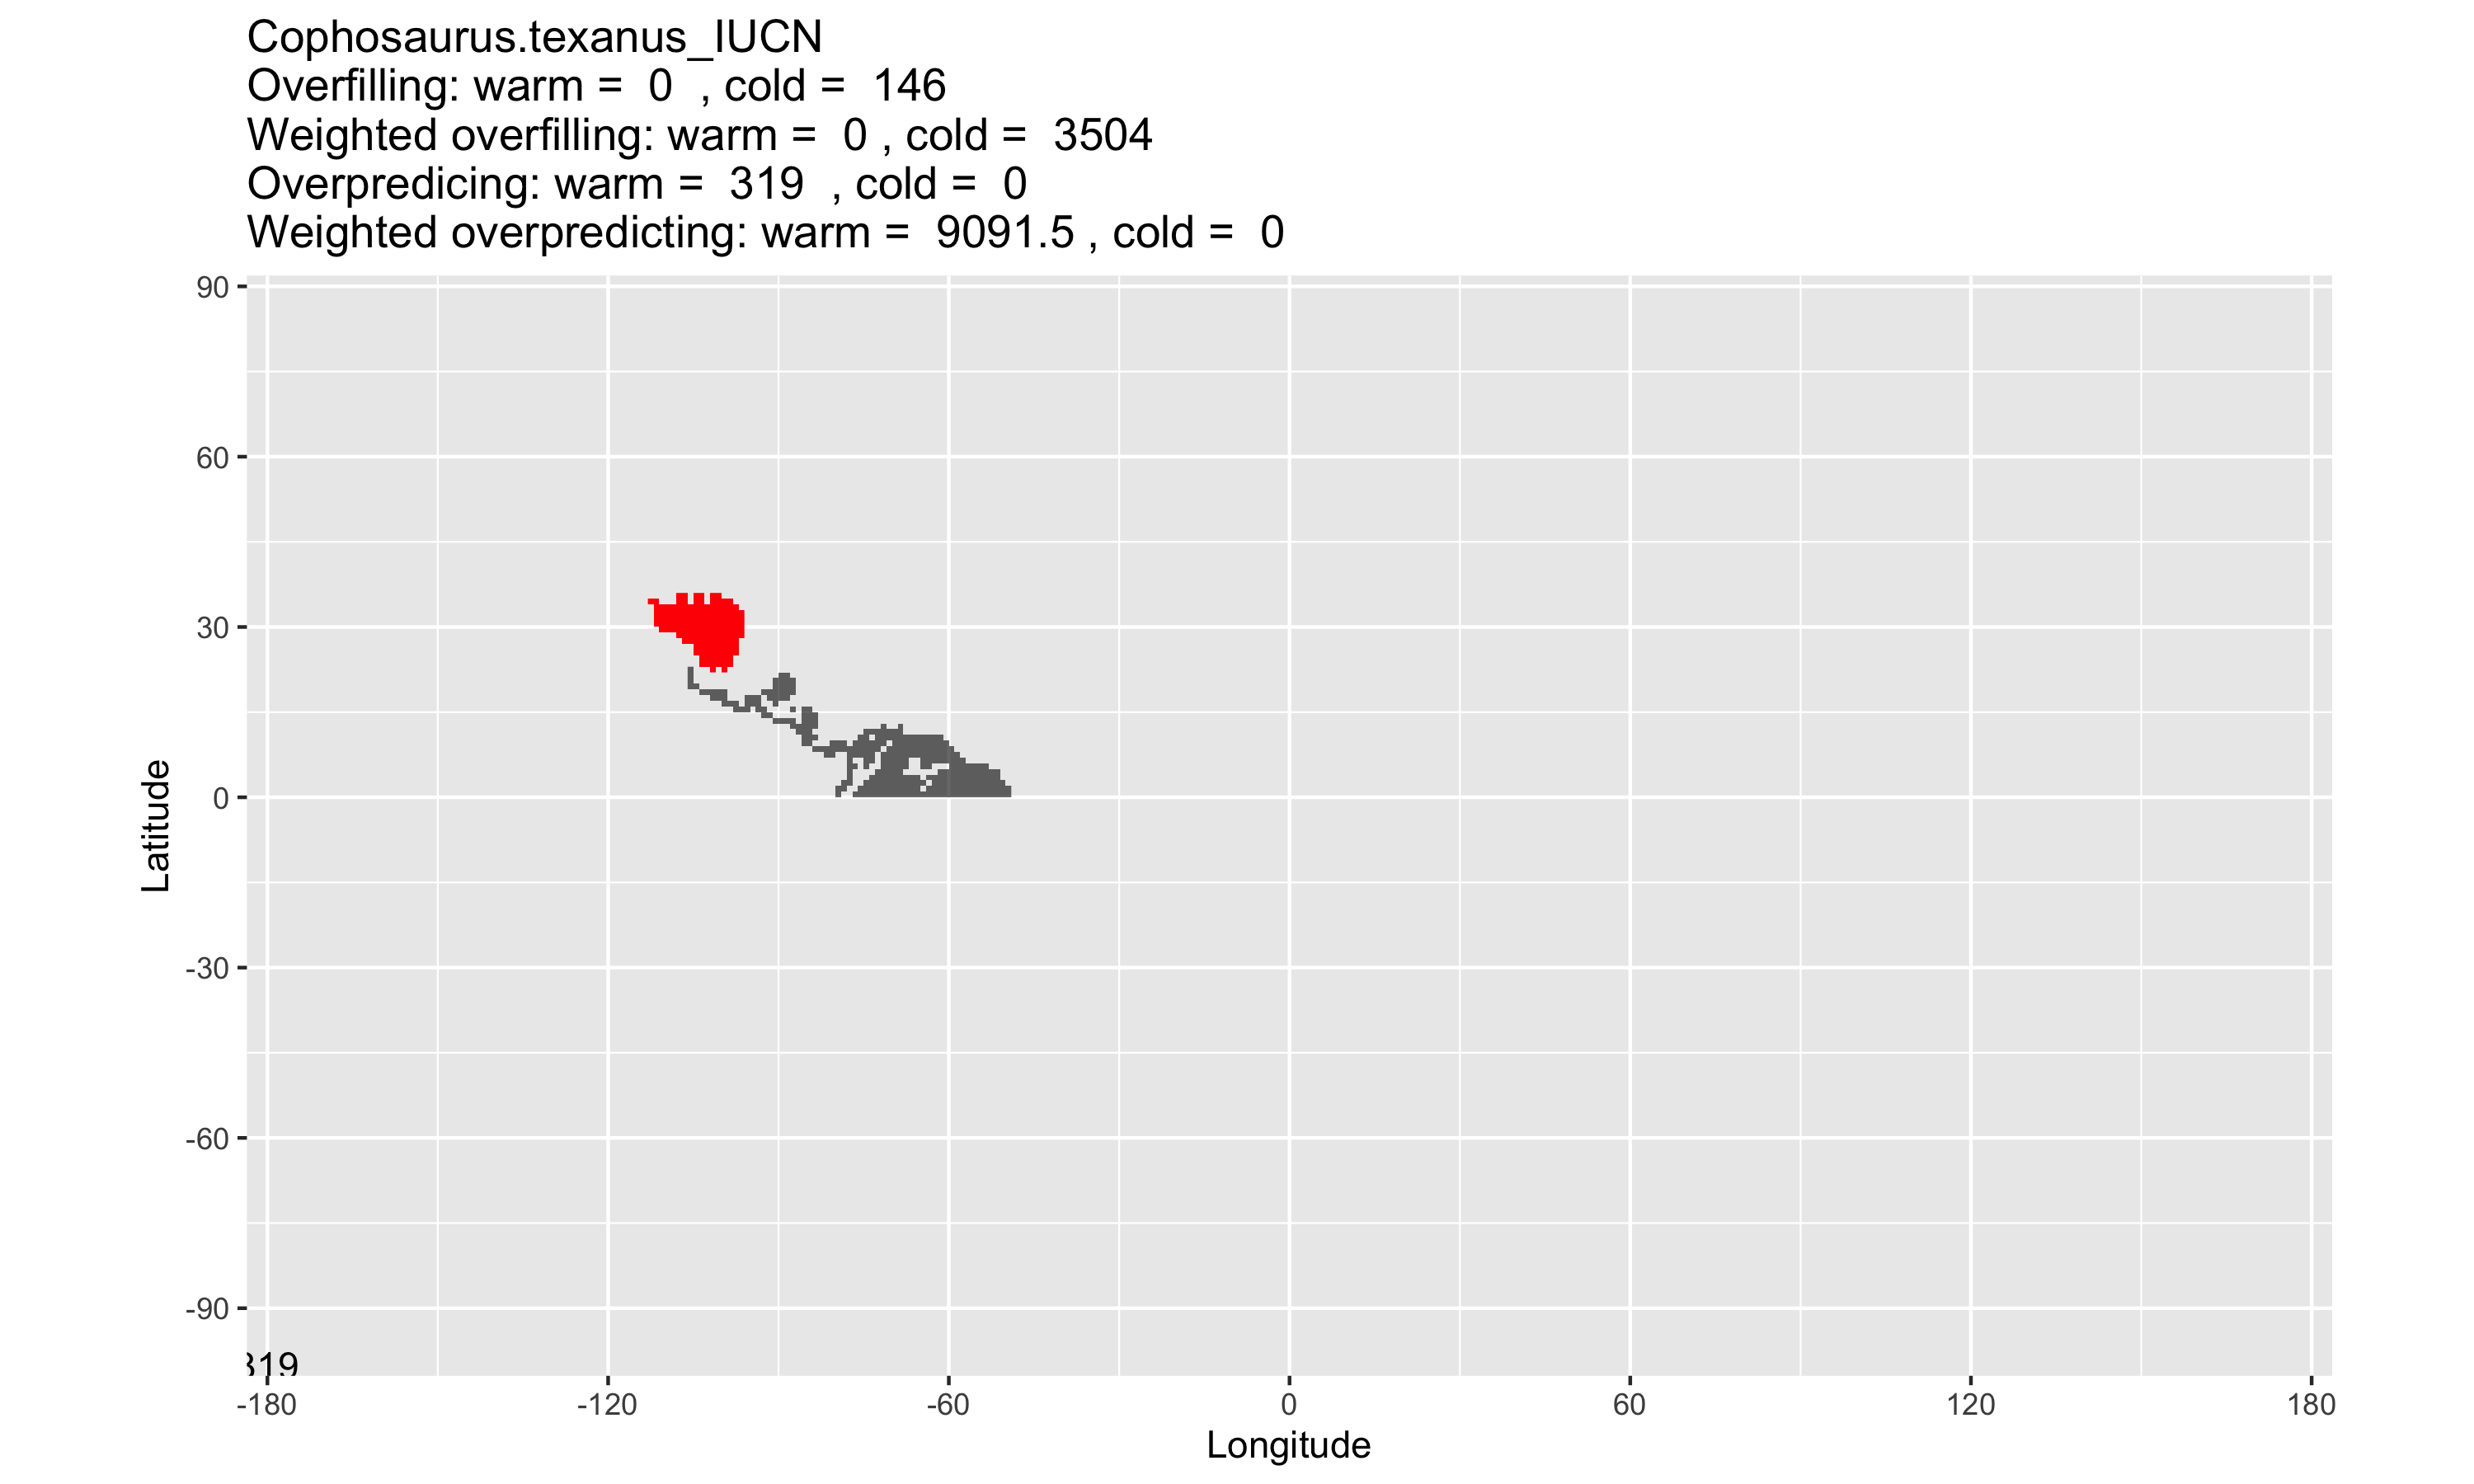 Cophosaurus.texanus_IUCN
Overfilling: warm =  0  , cold =  146
Weighted overfilling: warm =  0 , cold =  3504
Overpredicing: warm =  319  , cold =  0
Weighted overpredicting: warm =  9091.5 , cold =  0
90
60
30
0
-30
-60
-90
Latitude
319
-180
-120
-60
0
60
120
180
Longitude